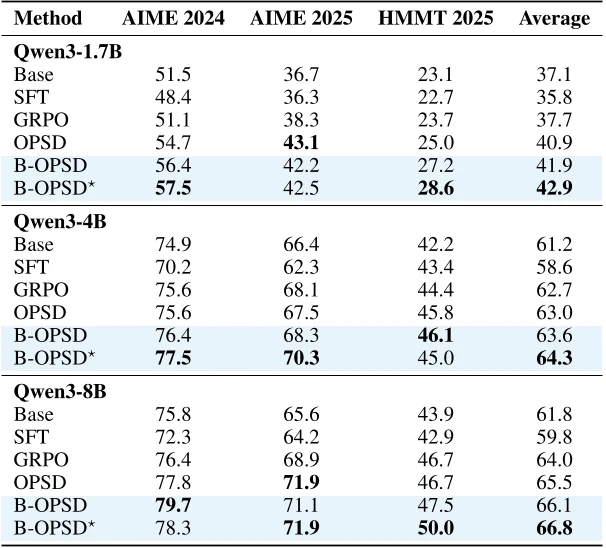 Method AIME 2024 AIME 2025 HMMT 2025 Average
Qwen3-1.7B
Base 51.5 36.7 23.1 37.1
SFT 48.4 36.3 22.7 35.8
GRPO 51.1 38.3 23.7 37.7
OPSD 54.7 43.1 25.0 40.9
B-OPSD 56.4 42.2 27.2 41.9
B-OPSD* 57.5 42.5 28.6 42.9
Qwen3-4B
Base 74.9 66.4 42.2 61.2
SFT 70.2 62.3 43.4 58.6
GRPO 75.6 68.1 44.4 62.7
OPSD 75.6 67.5 45.8 63.0
B-OPSD 76.4 68.3 46.1 63.6
B-OPSD* 77.5 70.3 45.0 64.3
Qwen3-8B
Base 75.8 65.6 43.9 61.8
SFT 72.3 64.2 42.9 59.8
GRPO 76.4 68.9 46.7 64.0
OPSD 77.8 71.9 46.7 65.5
B-OPSD 79.7 71.1 47.5 66.1
B-OPSD* 78.3 71.9 50.0 66.8